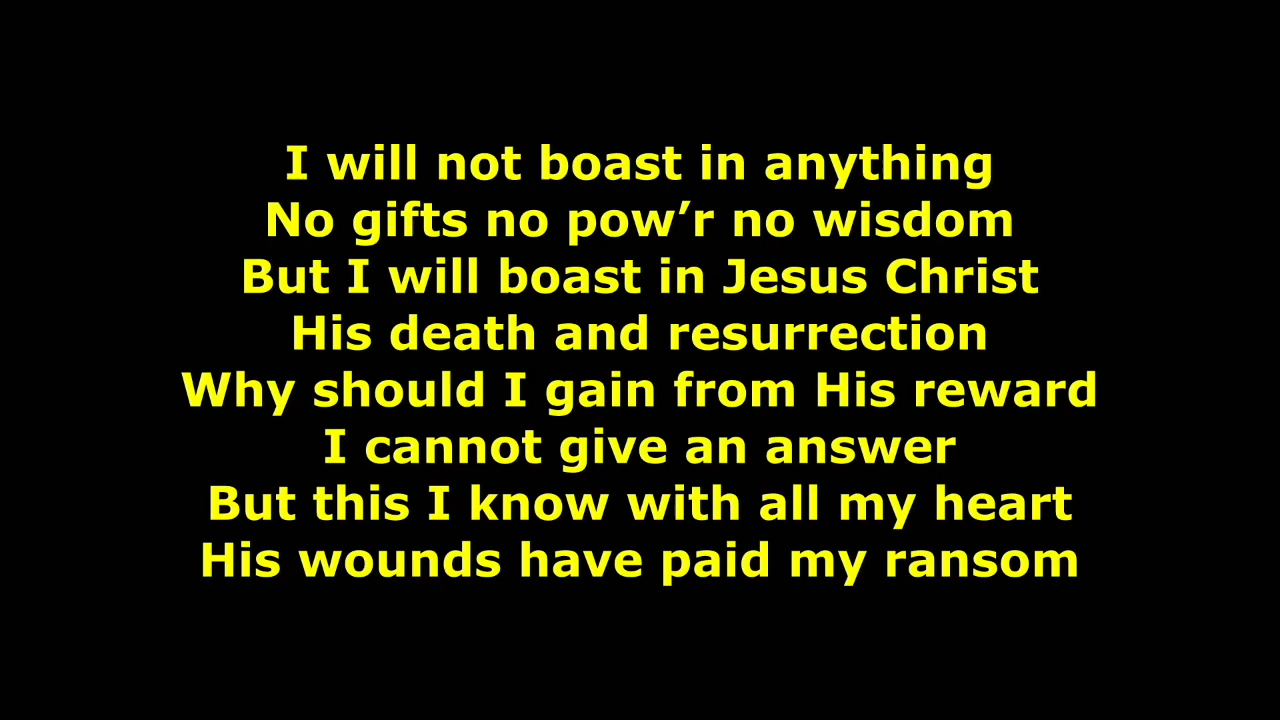 I will not boast in anything
No gifts no pow’r no wisdom
But I will boast in Jesus Christ
His death and resurrection
Why should I gain from His reward
I cannot give an answer
But this I know with all my heart
His wounds have paid my ransom